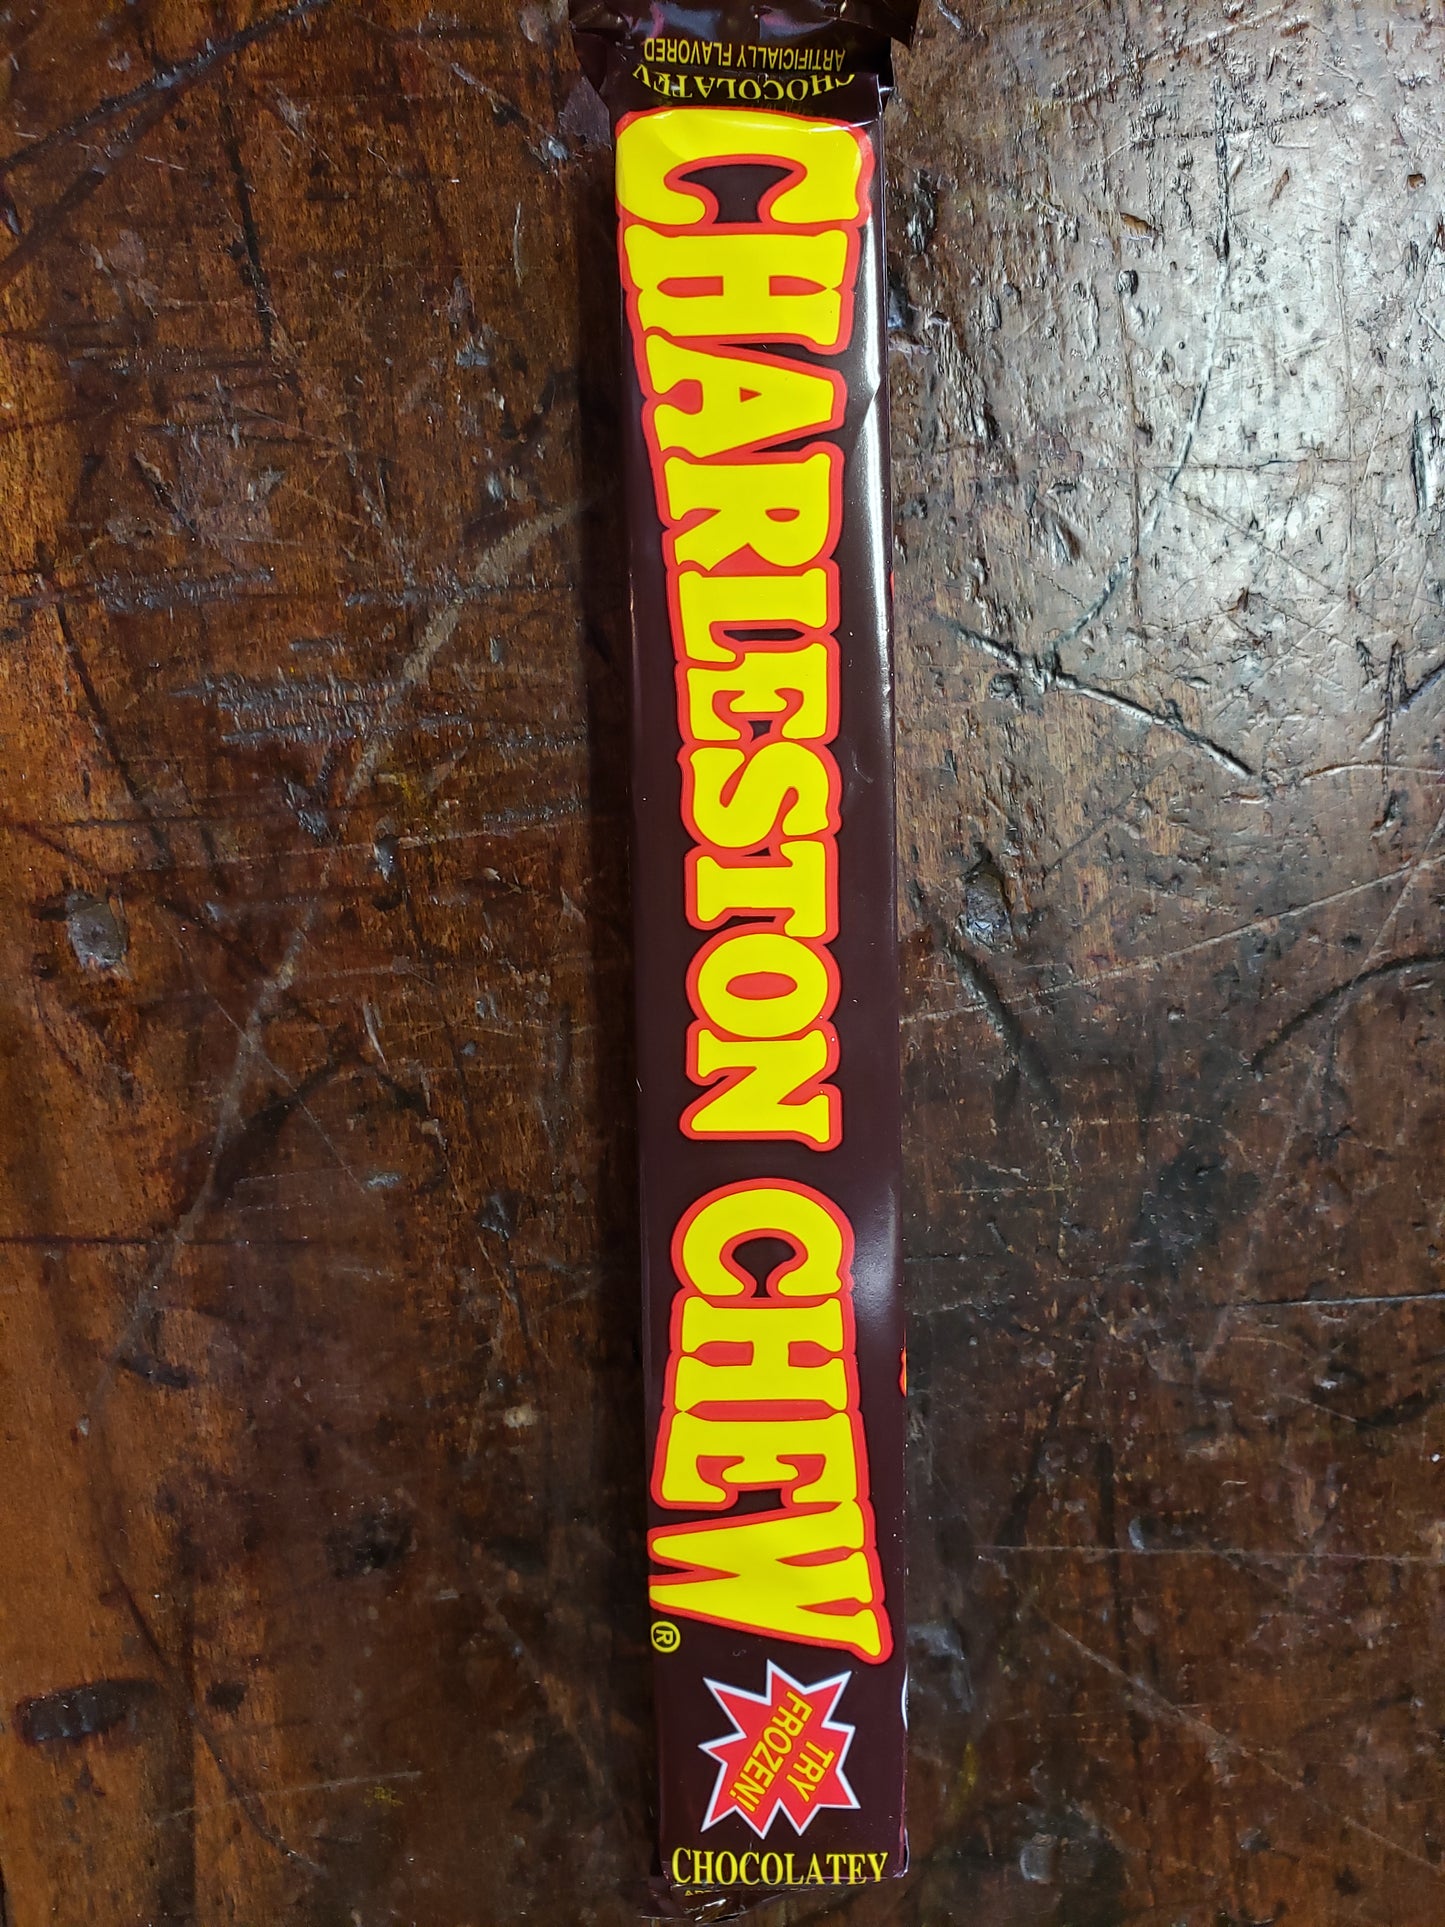 CHOCOLATEY
ARTIFICIALLY FLAVORED
CHARLESTON CHEW®
TRY
FROZEN!
CHOCOLATEY